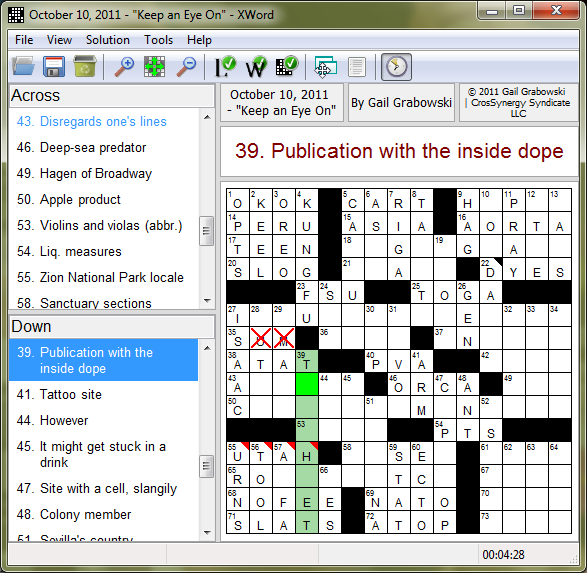 October 10, 2011 - "Keep an Eye On" - XWord
File View Solution Tools Help
Across
43. Disregards one's lines
46. Deep-sea predator
49. Hagen of Broadway
50. Apple product
53. Violins and violas (abbr.)
54. Liq. measures
55. Zion National Park locale
58. Sanctuary sections
Down
39. Publication with the
inside dope
41. Tattoo site
44. However
45. It might get stuck in a
drink
47. Site with a cell, slangily
48. Colony member
51. Seville's country
October 10, 2011
- "Keep an Eye On"
By Gail Grabowski
© 2011 Gail Grabowski
| CrosSynergy Syndicate
LLC
39. Publication with the inside dope
1 2 3 4 5 6 7 8 9 10 11 12 13
O K O K C A R T H P
14 15 16
P E R U A S I A A O R T A
17 18 19
T E E N G G A
20 21 22
S L O G A D Y E S
23 24 25 26
F S U T O G A
27 28 29 30 31 32 33 34
I U E
35 36 37
S U M N
38 39 40 41 42
A T A T P V A R
43 44 45 46 47 48 49
A O R C A
50 51 52
C M N T
53 54
P T S
55 56 57 58 59 60 61 62 63 64
U T A H S E
65 66 67
R O T C
68 69 70
N O F E E N A T O
71 72 73
S L A T S A T O P
00:04:28